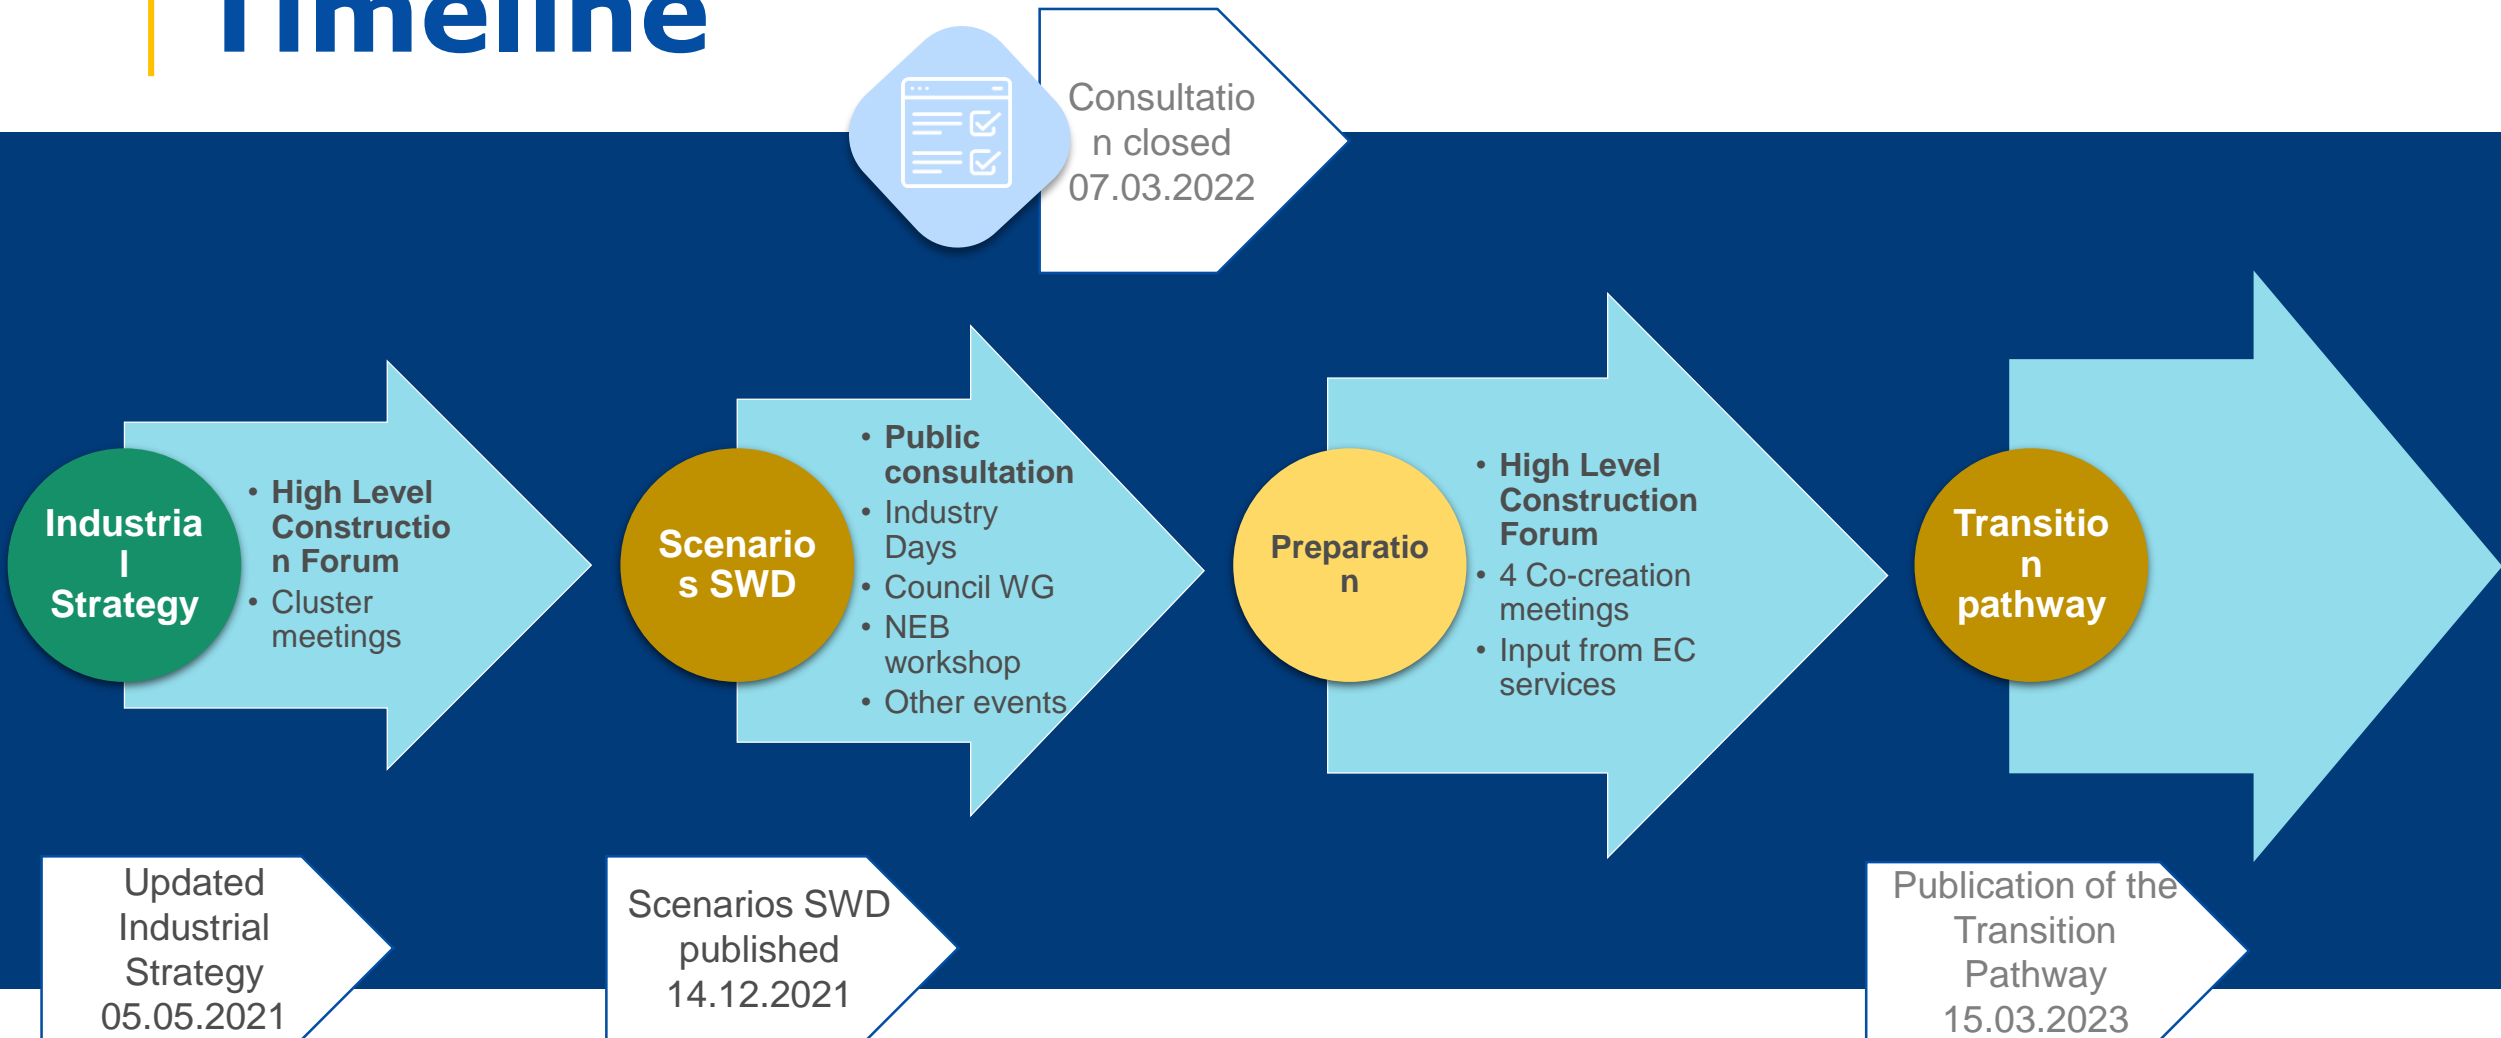 Timeline
Consultatio
n closed
07.03.2022
Industria
l
Strategy
• High Level
Constructio
n Forum
• Cluster
meetings
Scenario
s SWD
• Public
consultation
• Industry
Days
• Council WG
• NEB
workshop
• Other events
Preparatio
n
• High Level
Construction
Forum
• 4 Co-creation
meetings
• Input from EC
services
Transitio
n
pathway
Updated
Industrial
Strategy
05.05.2021
Scenarios SWD
published
14.12.2021
Publication of the
Transition
Pathway
15.03.2023